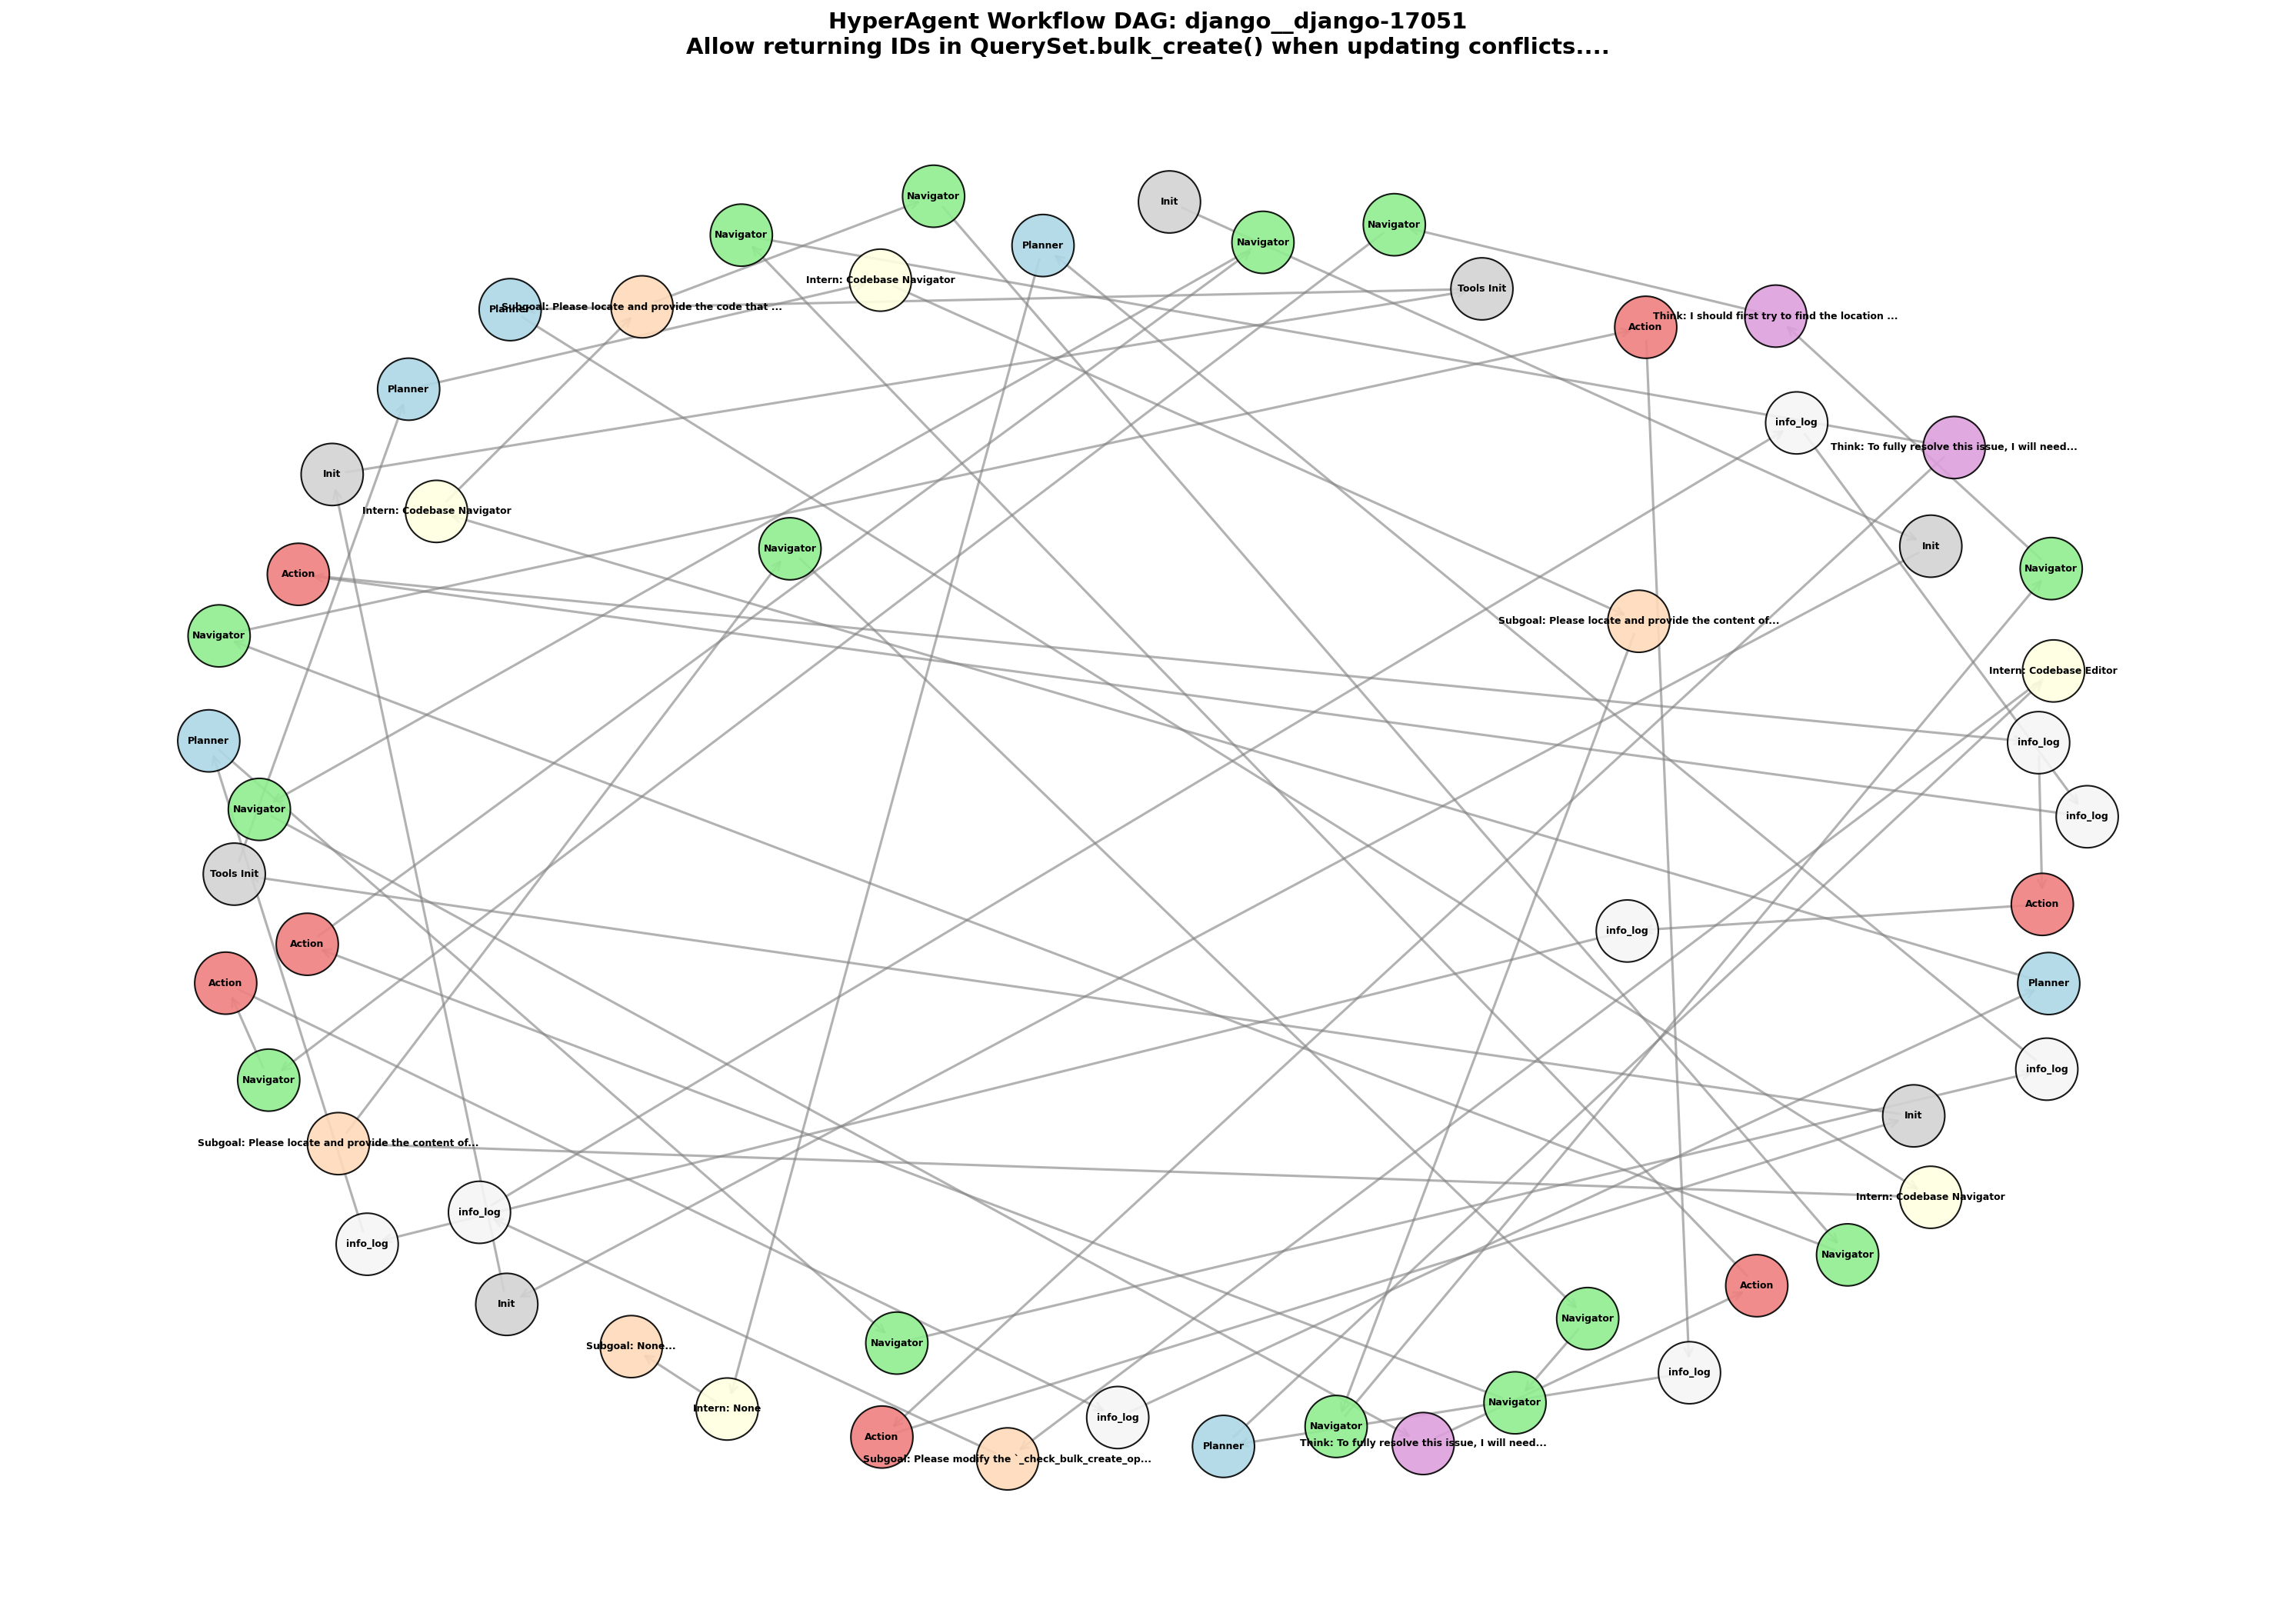 HyperAgent Workflow DAG: django__django-17051
Allow returning IDs in QuerySet.bulk_create() when updating conflicts....
Navigator
Init
Navigator
Navigator
Navigator
Planner
Intern: Codebase Navigator
Tools Init
Planner
Subgoal: Please locate and provide the code that ...
Think: I should first try to find the location ...
Action
Planner
info_log
Think: To fully resolve this issue, I will need...
Init
Intern: Codebase Navigator
Init
Navigator
Navigator
Action
Subgoal: Please locate and provide the content of...
Navigator
Intern: Codebase Editor
Planner
info_log
Navigator
info_log
Tools Init
Action
info_log
Action
Action
Planner
info_log
Navigator
Init
Subgoal: Please locate and provide the content of...
Intern: Codebase Navigator
info_log
info_log
Navigator
Action
Init
Navigator
Navigator
Subgoal: None...
info_log
Navigator
Intern: None
info_log
Navigator
Action
Planner
Think: To fully resolve this issue, I will need...
Subgoal: Please modify the `_check_bulk_create_op...